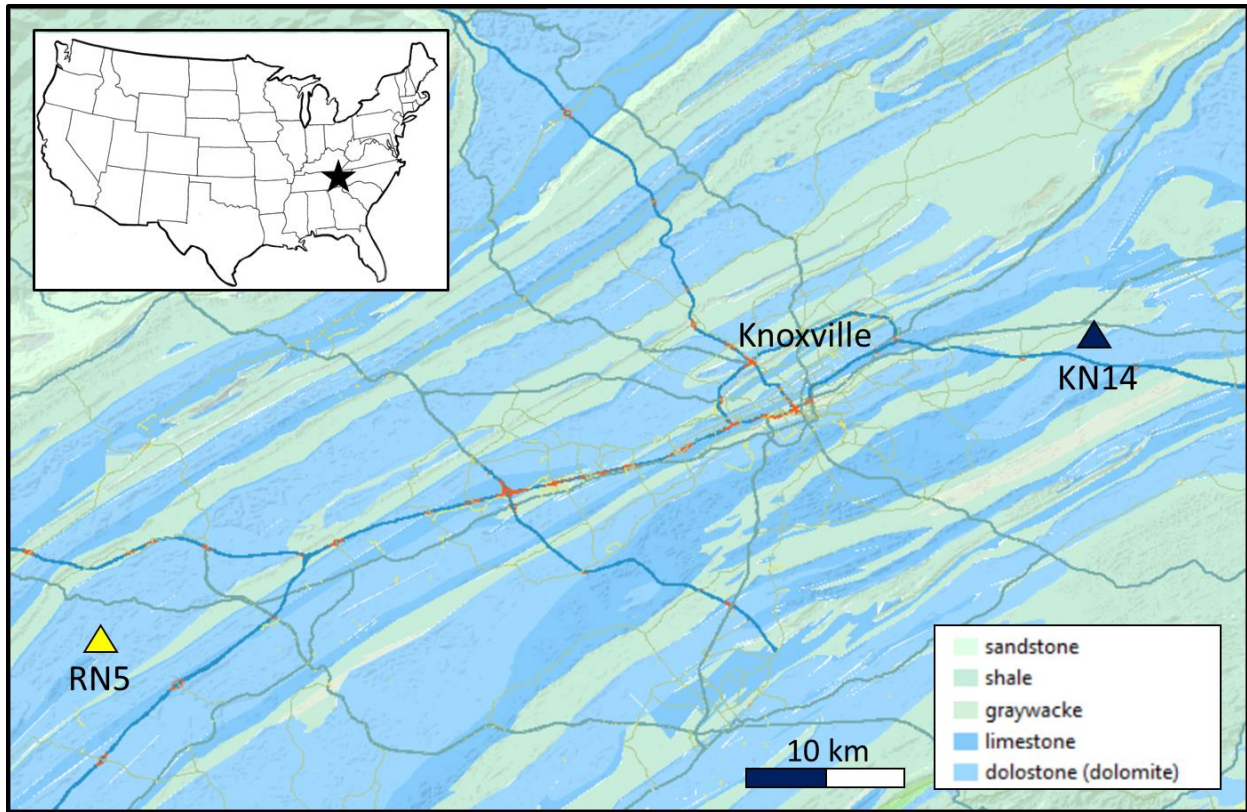 Knoxville
KN14
RN5
sandstone
shale
graywacke
limestone
dolostone (dolomite)
10 km